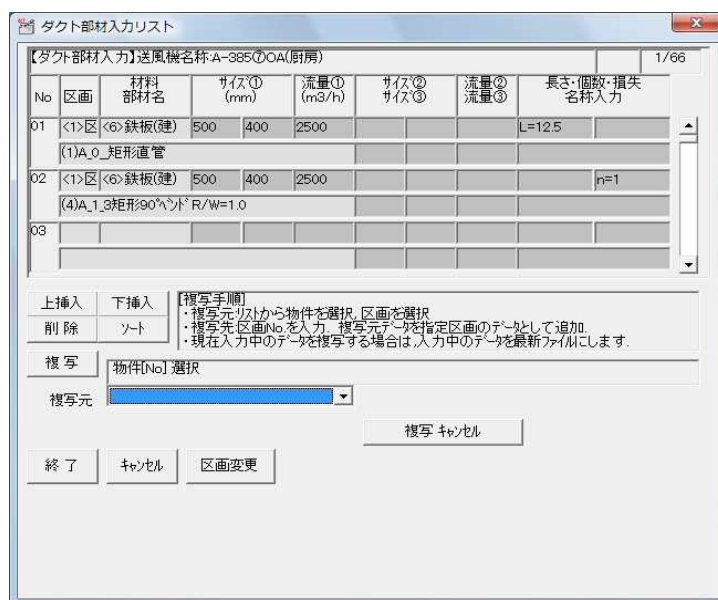 ダクト部材入力リスト
【ダクト部材入力】送風機名称:A-385⑦OA(厨房) 1/66
No 区画 材料 部材名 サイズ① (mm) 流量① (m3/h) サイズ② サイズ③ 流量② 流量③ 長さ・個数・損失 名称入力
01 <1>区 <6>鉄板(建) 500 400 2500 L=12.5
(1)A_0_矩形直管
02 <1>区 <6>鉄板(建) 500 400 2500 n=1
(4)A_1_3矩形90°ベンド R/W=1.0
03
上挿入 下挿入
削 除 ソート
[複写手順]
・複写元:リストから物件を選択, 区画を選択
・複写先:区画No.を入力. 複写元データを指定区画のデータとして追加.
・現在入力中のデータを複写する場合は,入力中のデータを最新ファイルにします.
複 写 物件[No] 選択
複写元
複写 キャンセル
終 了 キャンセル 区画変更